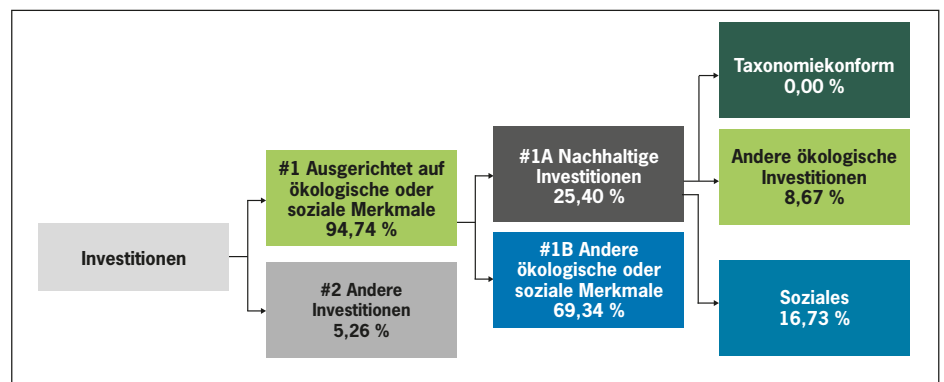 Investitionen
#1 Ausgerichtet auf
ökologische oder
soziale Merkmale
94,74 %
#2 Andere
Investitionen
5,26 %
#1A Nachhaltige
Investitionen
25,40 %
#1B Andere
ökologische oder
soziale Merkmale
69,34 %
Taxonomiekonform
0,00 %
Andere ökologische
Investitionen
8,67 %
Soziales
16,73 %